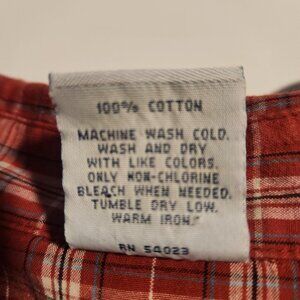 100% COTTON
MACHINE WASH COLD.
WASH AND DRY
WITH LIKE COLORS.
ONLY NON-CHLORINE
BLEACH WHEN NEEDED.
TUMBLE DRY LOW.
WARM IRON.
RN 54023